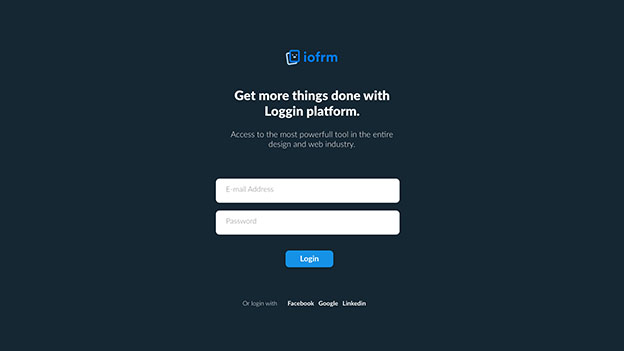 iofrm
Get more things done with
Loggin platform.
Access to the most powerfull tool in the entire
design and web industry.
E-mail Address
Password
Login
Or login with Facebook Google Linkedin